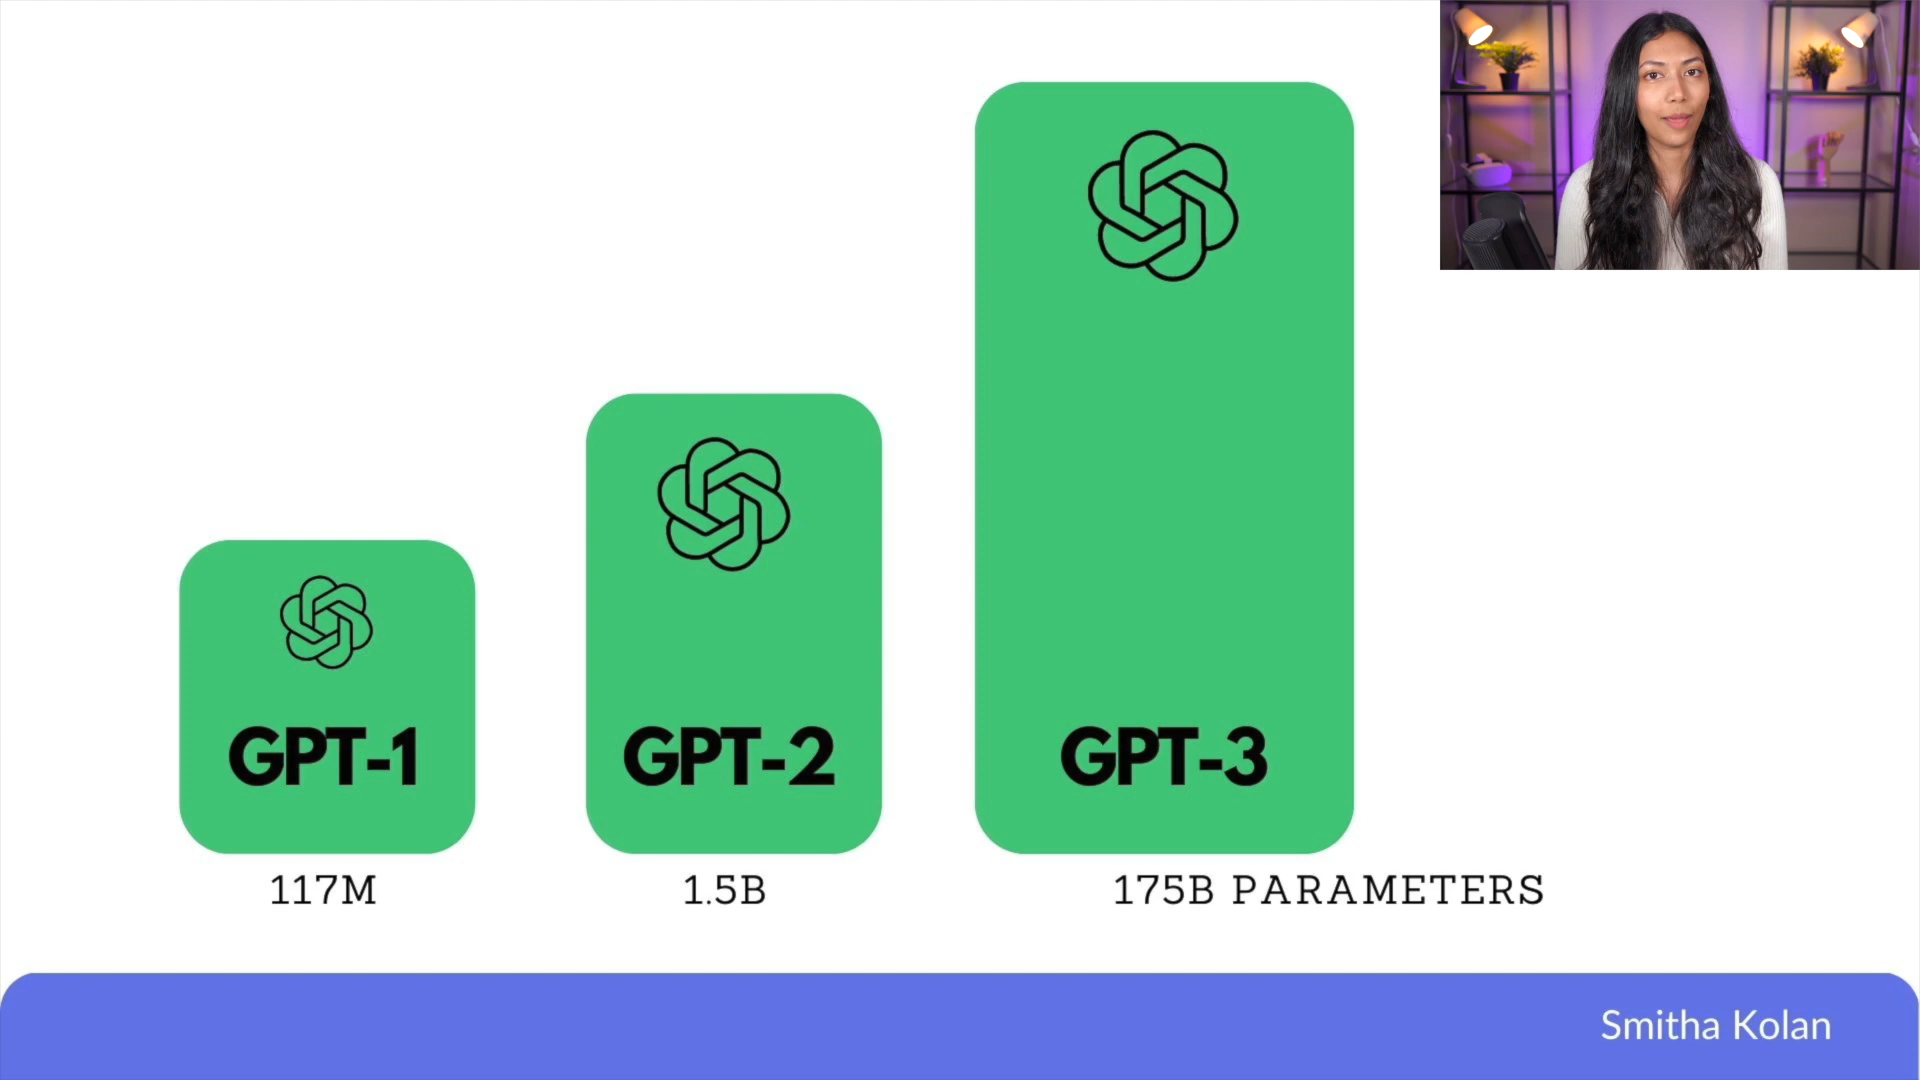 GPT-1
GPT-2
GPT-3
117M
1.5B
175B PARAMETERS
Smitha Kolan